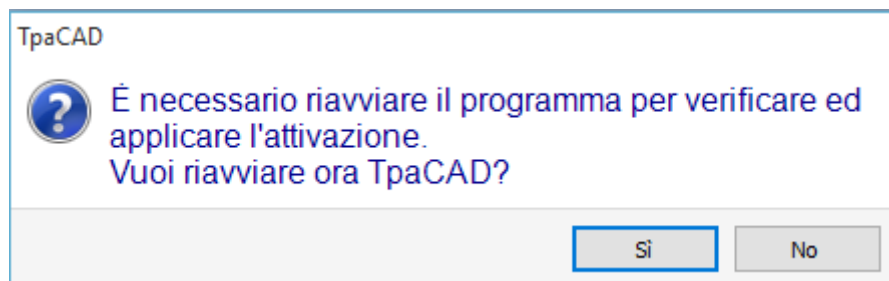 TpaCAD
È necessario riavviare il programma per verificare ed
applicare l'attivazione.
Vuoi riavviare ora TpaCAD?
Sì
No